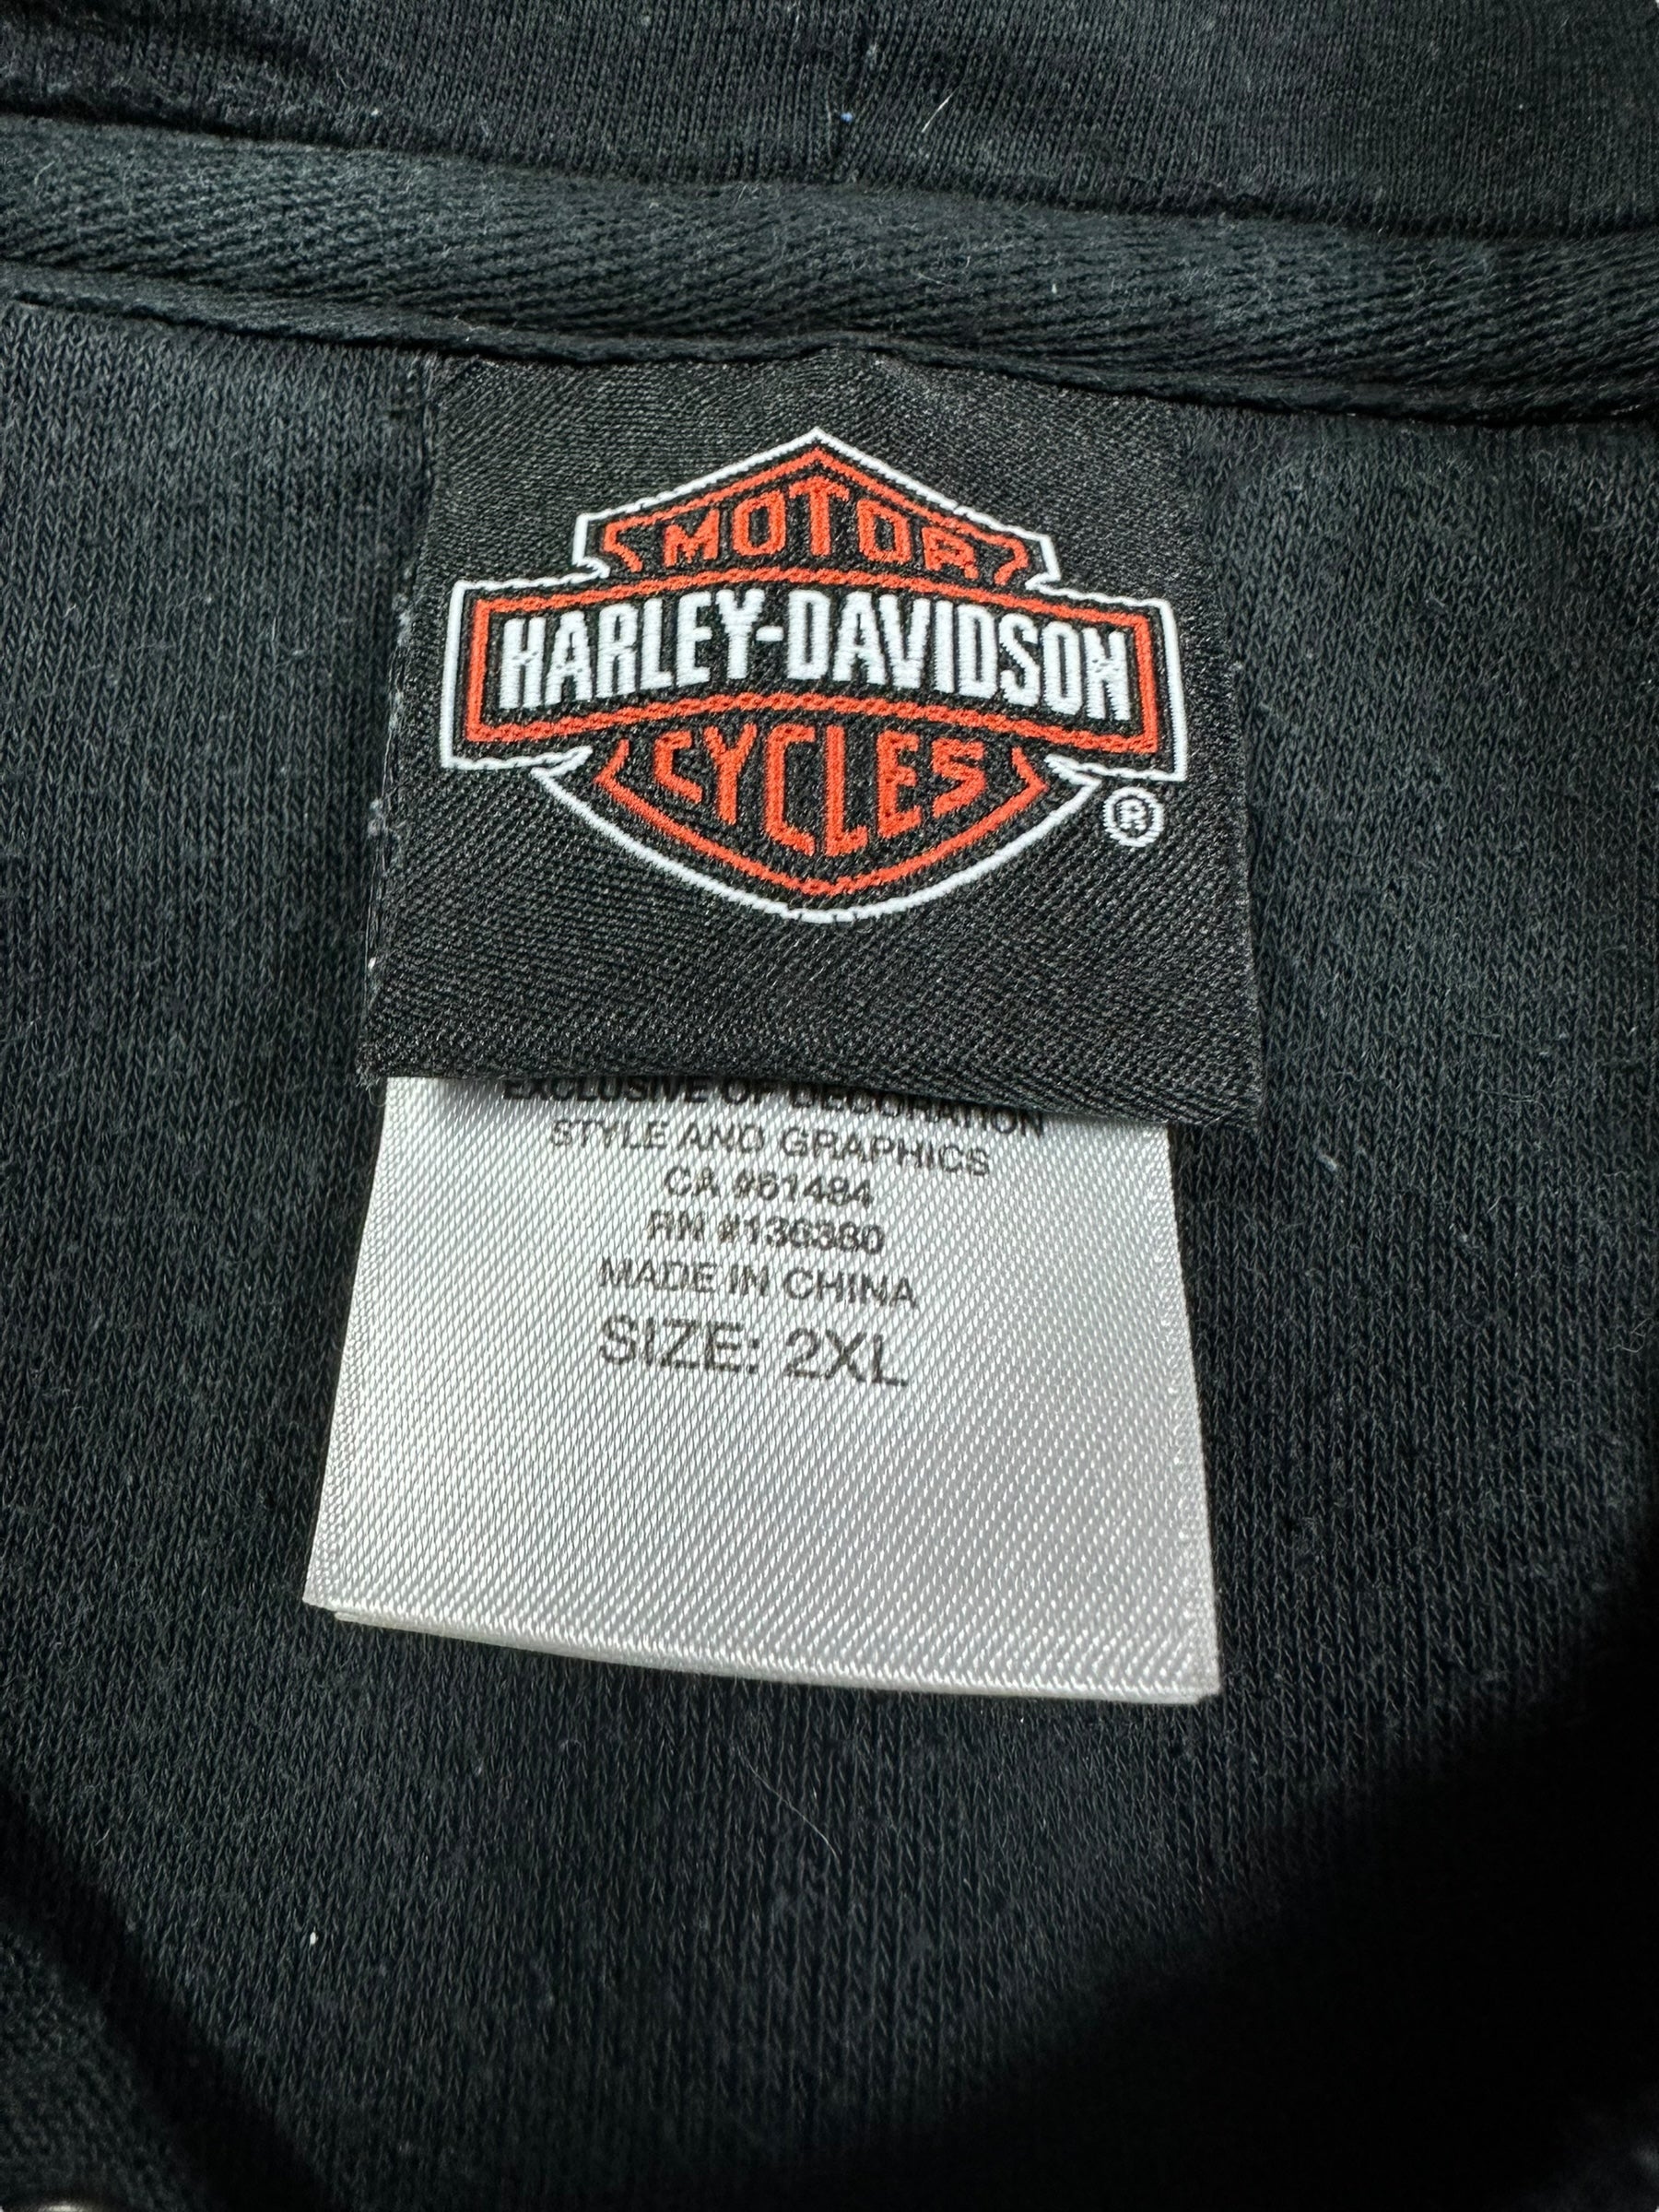 MOTOR
HARLEY-DAVIDSON
CYCLES
®
EXCLUSIVE OF DECORATION
STYLE AND GRAPHICS
CA #61484
RN #136380
MADE IN CHINA
SIZE: 2XL